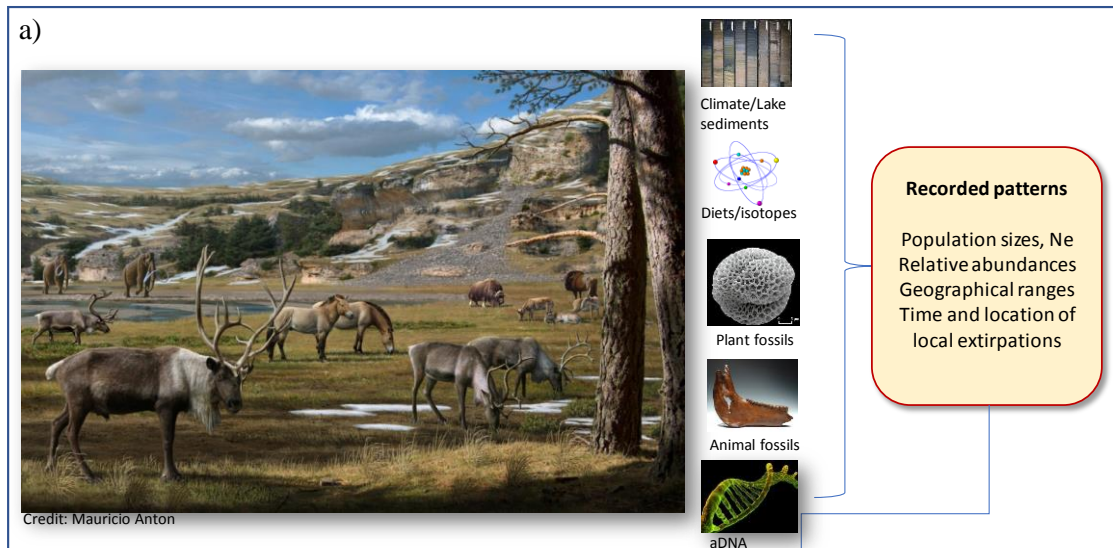 a)
Climate/Lake
sediments
Diets/isotopes
Plant fossils
Animal fossils
aDNA
Credit: Mauricio Anton
Recorded patterns
Population sizes, Ne
Relative abundances
Geographical ranges
Time and location of
local extirpations